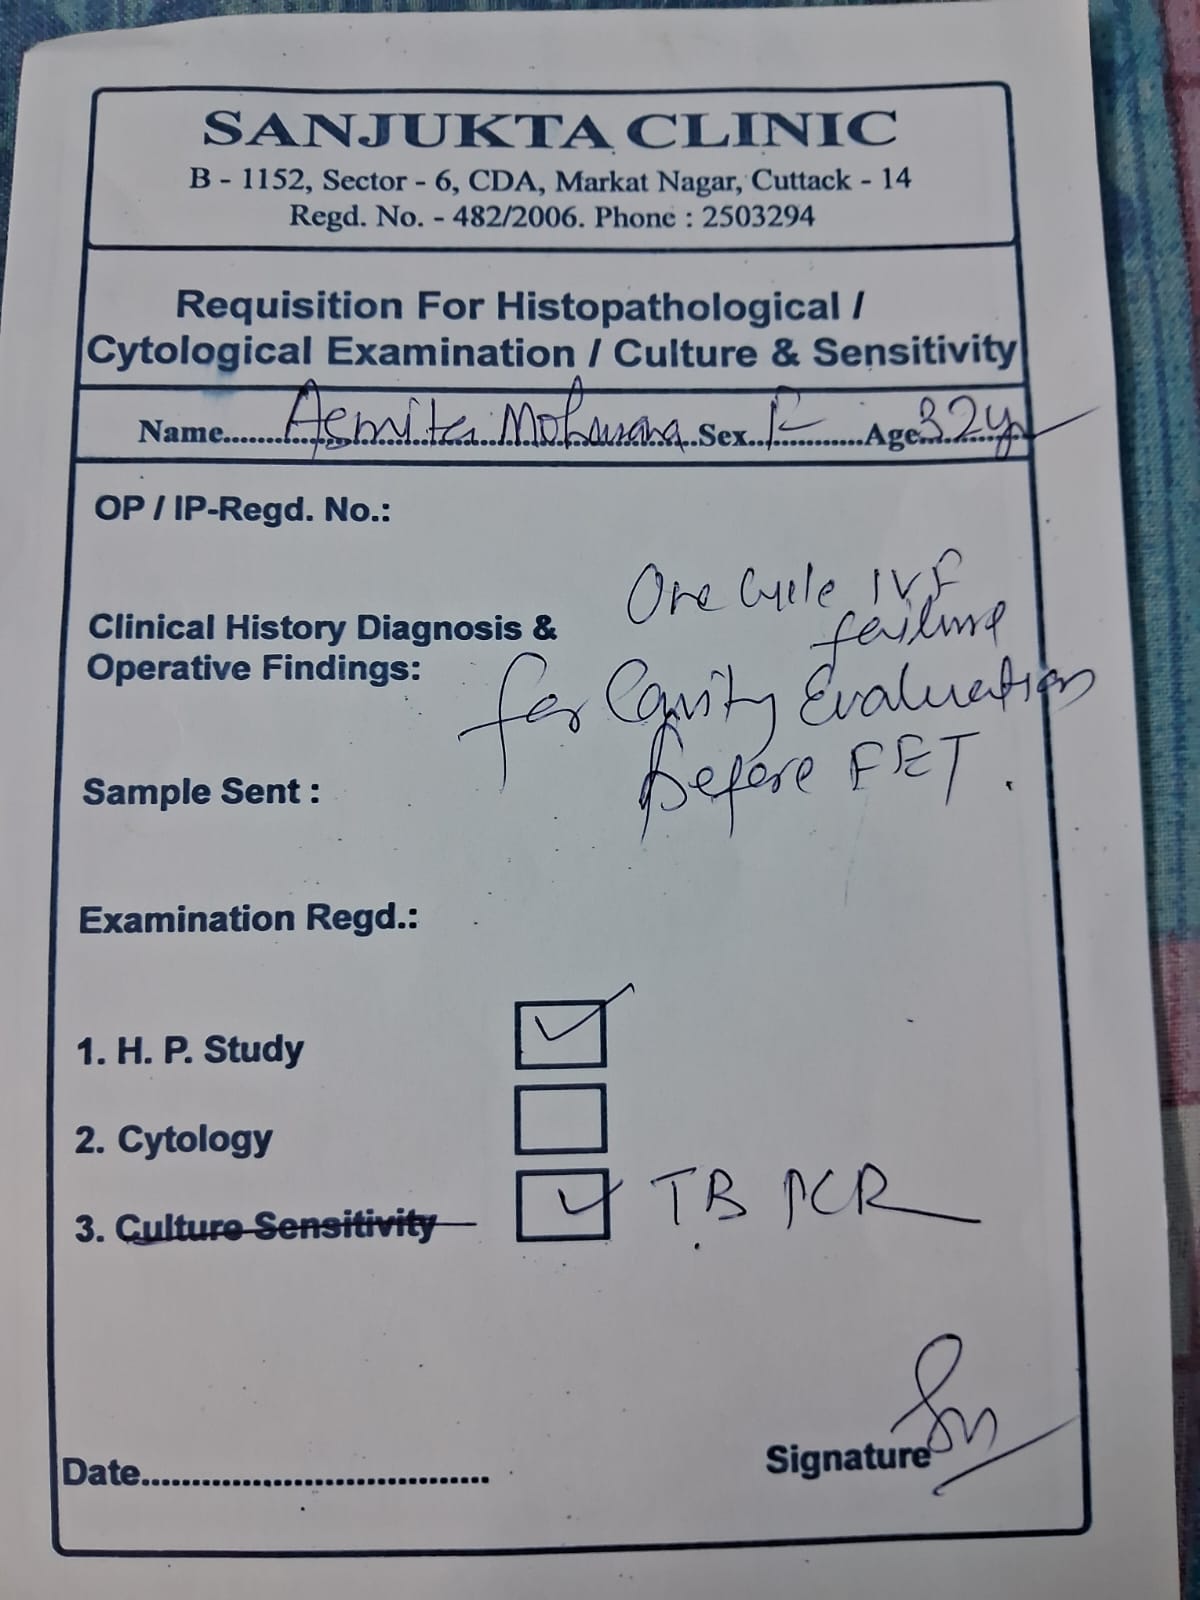 SANJUKTA CLINIC
B - 1152, Sector - 6, CDA, Markat Nagar, Cuttack - 14
Regd. No. - 482/2006. Phone : 2503294
Requisition For Histopathological /
Cytological Examination / Culture & Sensitivity
Name........ Sex..F.........Age.32y
OP / IP-Regd. No.:
One Cycle IVF
failure
Clinical History Diagnosis &
Operative Findings:
for Cavity Evaluation
before FET.
Sample Sent :
Examination Regd.:
1. H. P. Study
2. Cytology
3. Culture Sensitivity TB PCR
Date..................................
Signature